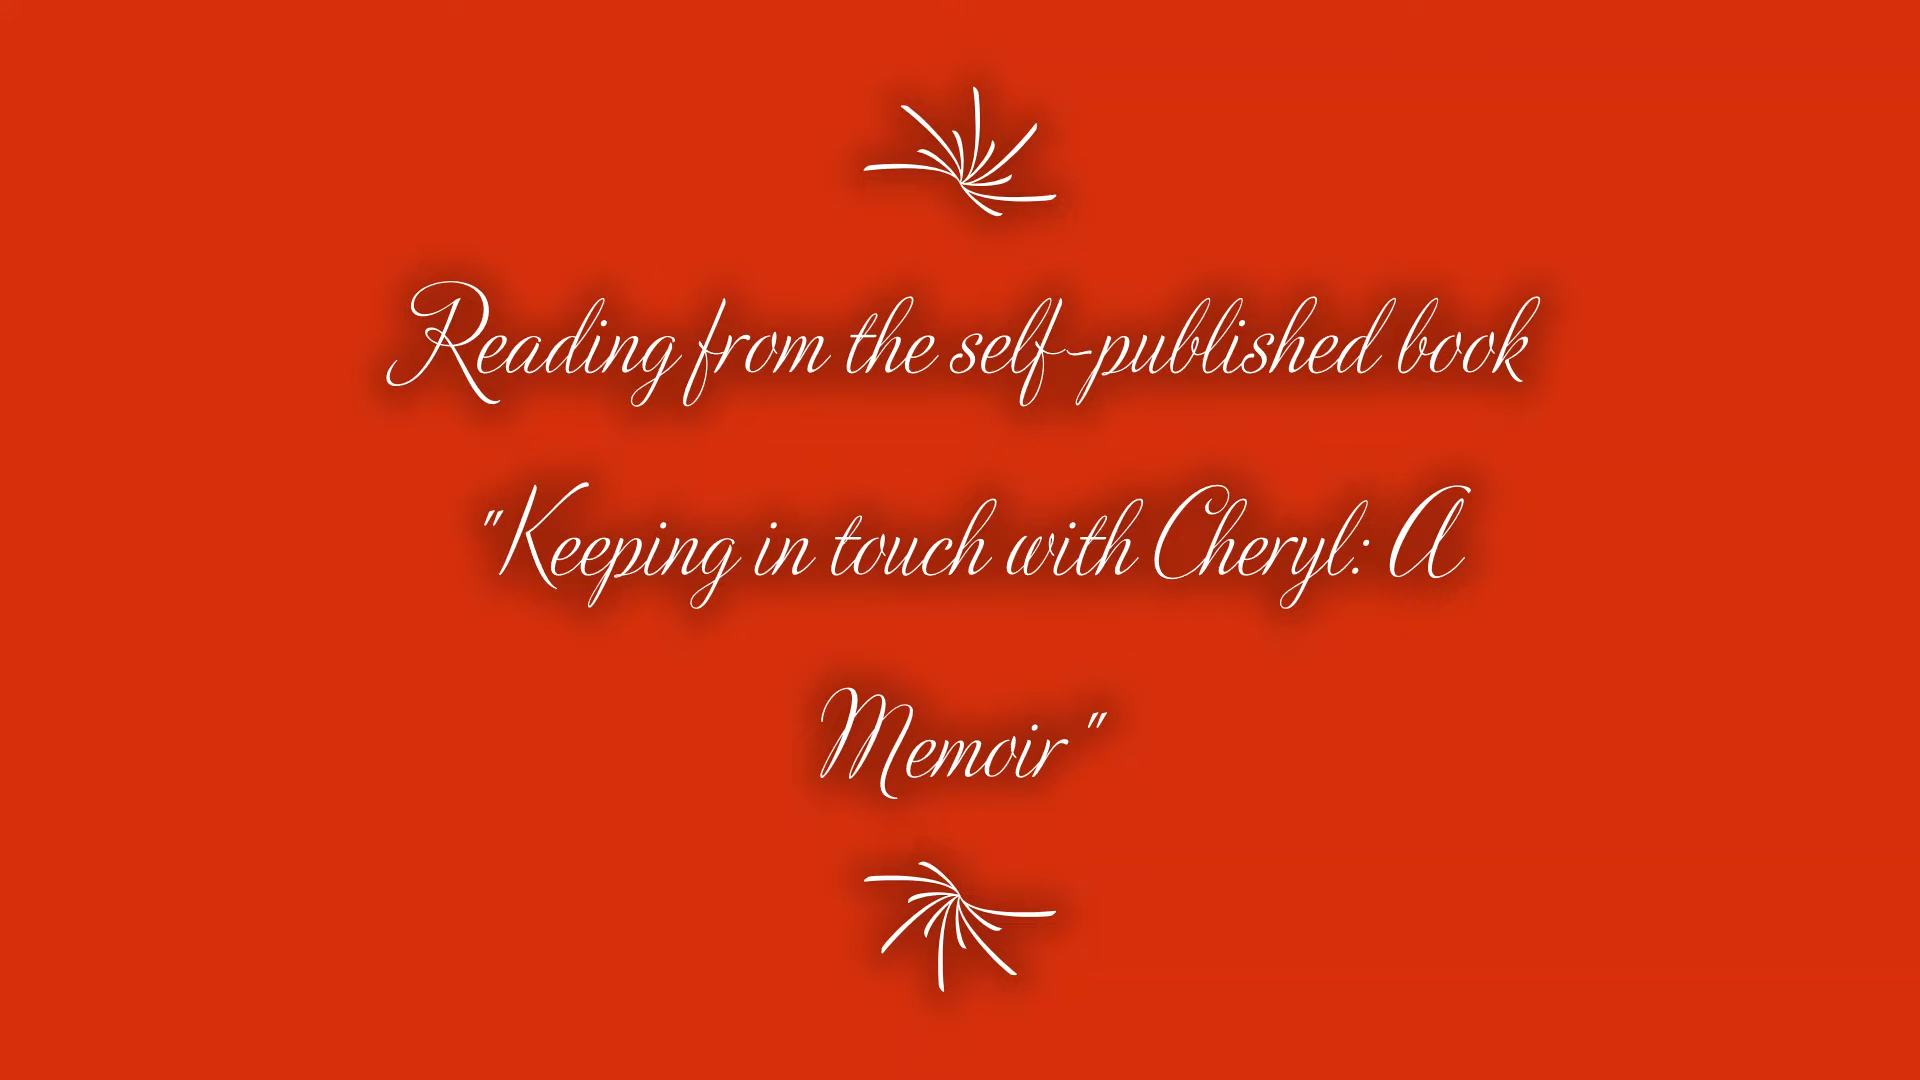 Reading from the self-published book
"Keeping in touch with Cheryl: A
Memoir"